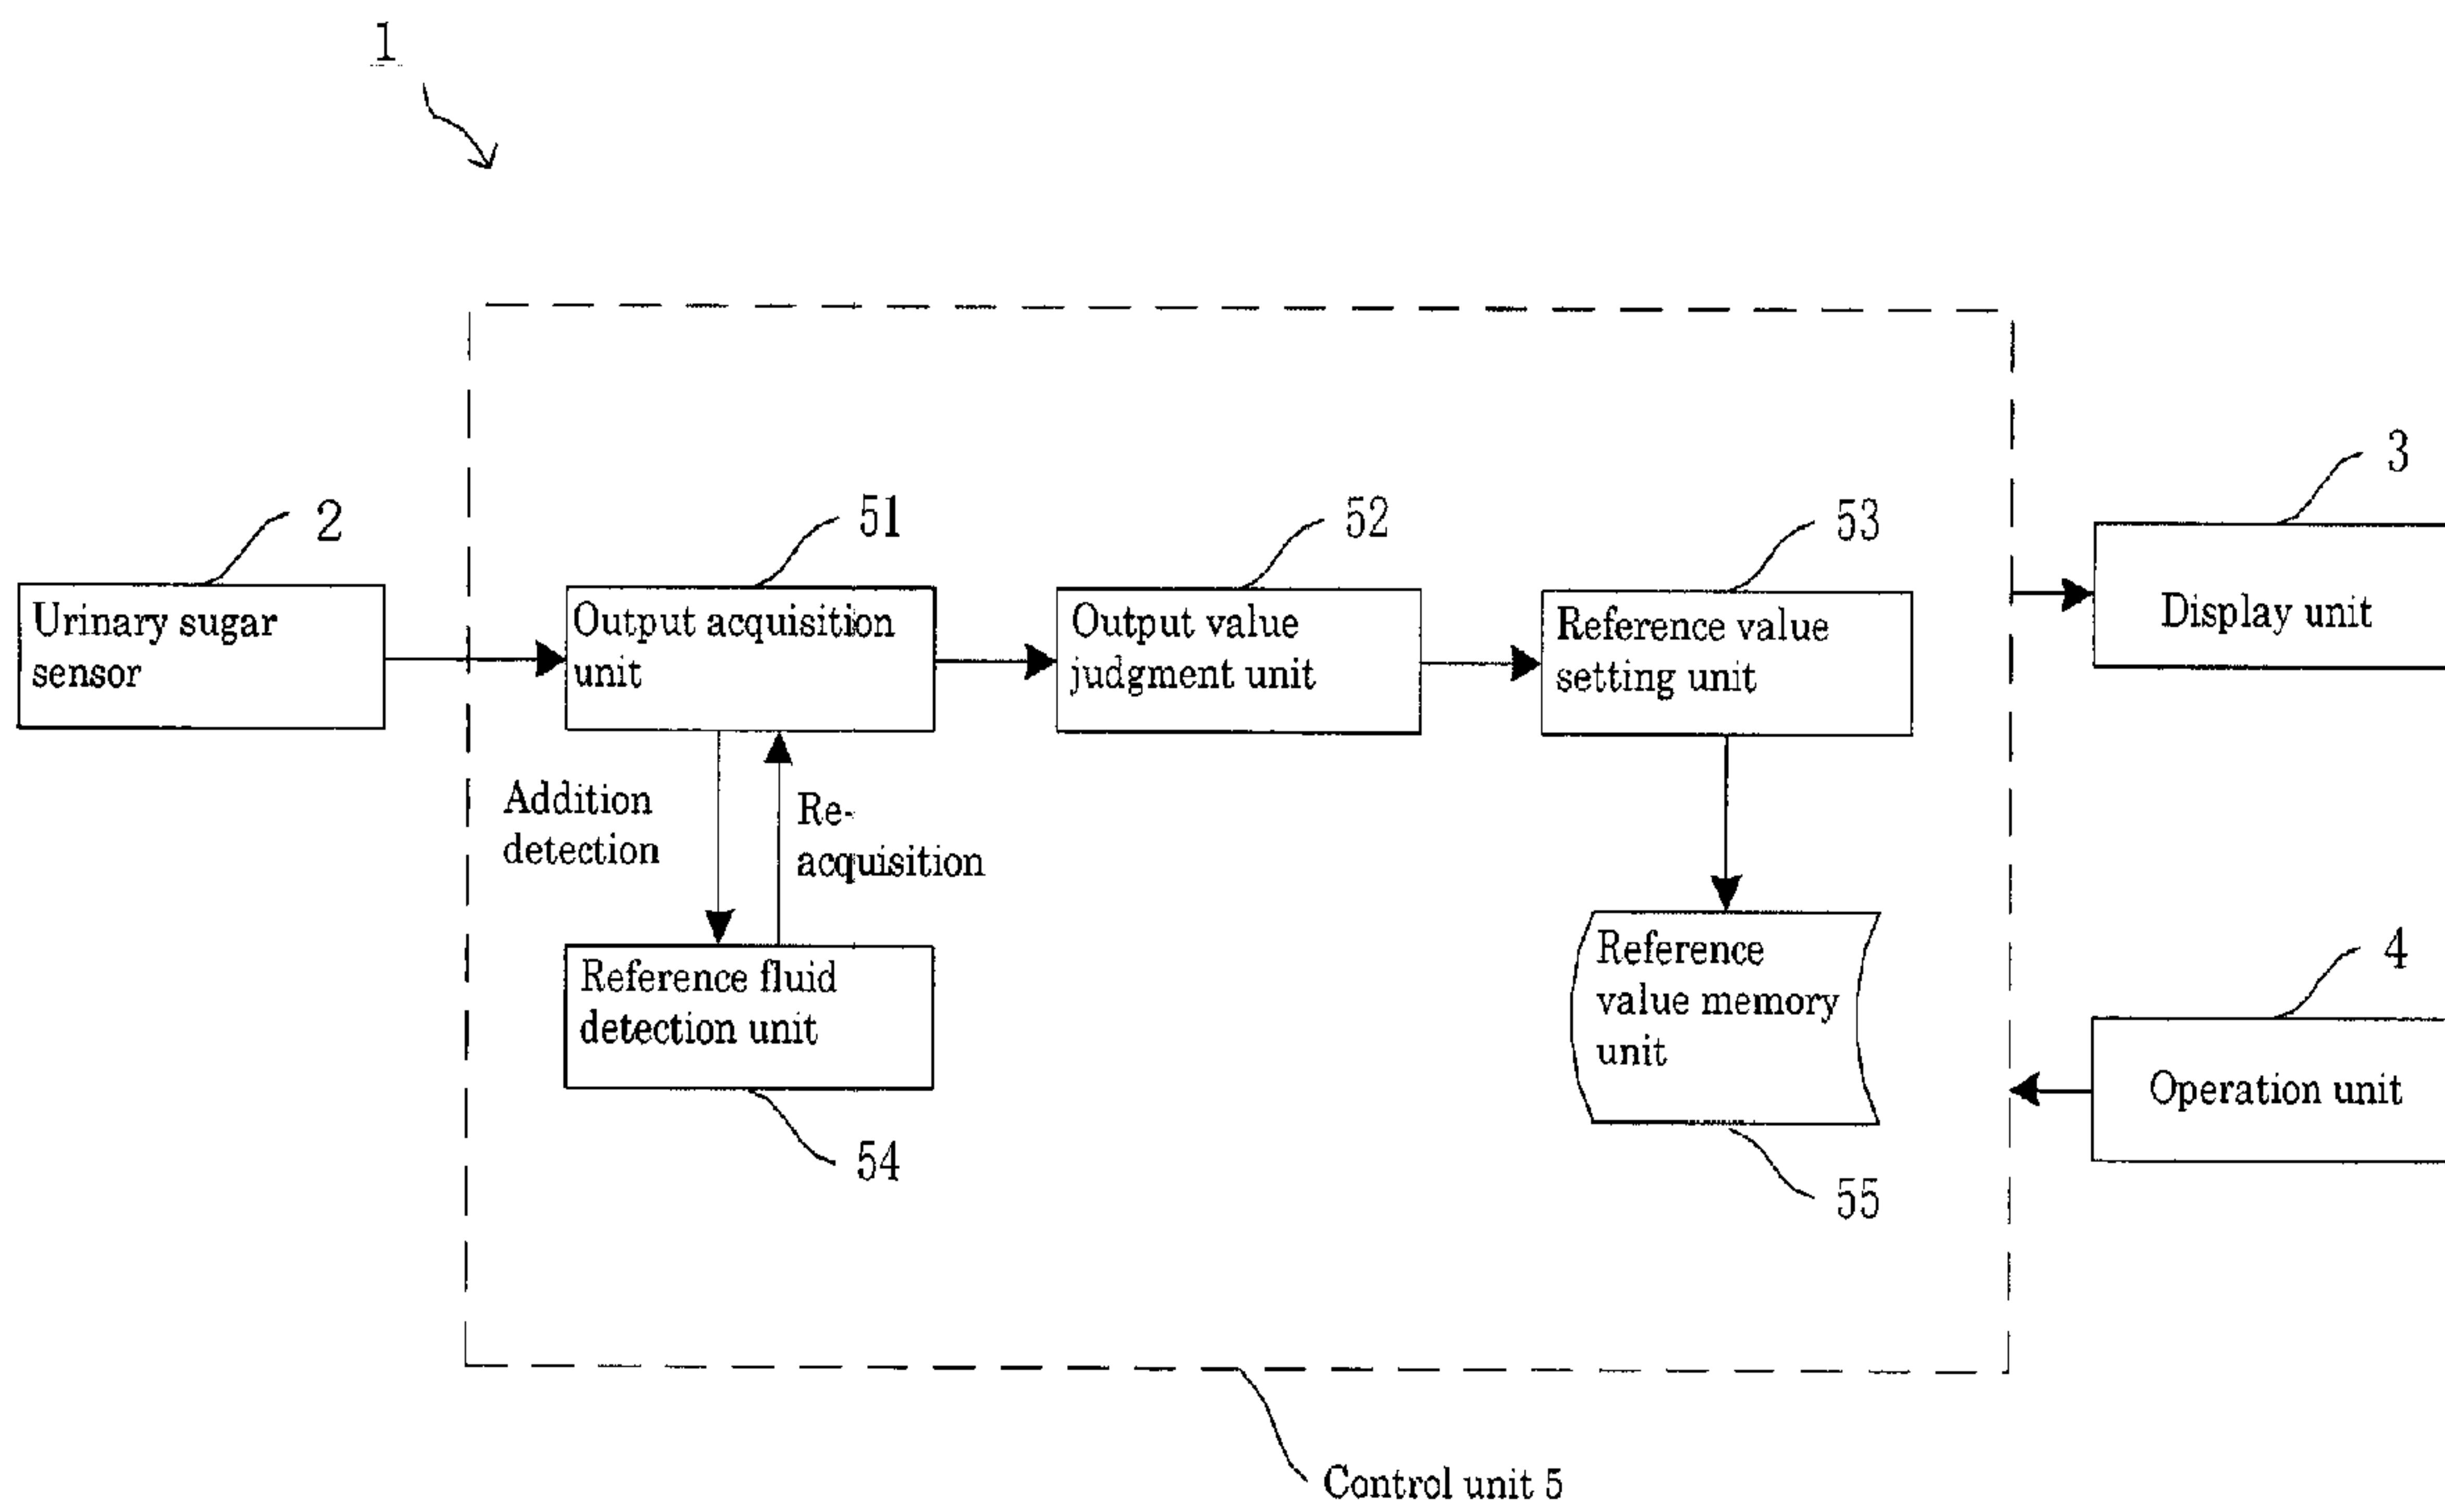 1
3
2
51
52
53
Urinary sugar
sensor
Output acquisition
unit
Output value
judgment unit
Reference value
setting unit
Display unit
Addition
detection
Re-
acquisition
Reference fluid
detection unit
Reference
value memory
unit
4
Operation unit
54
55
Control unit 5